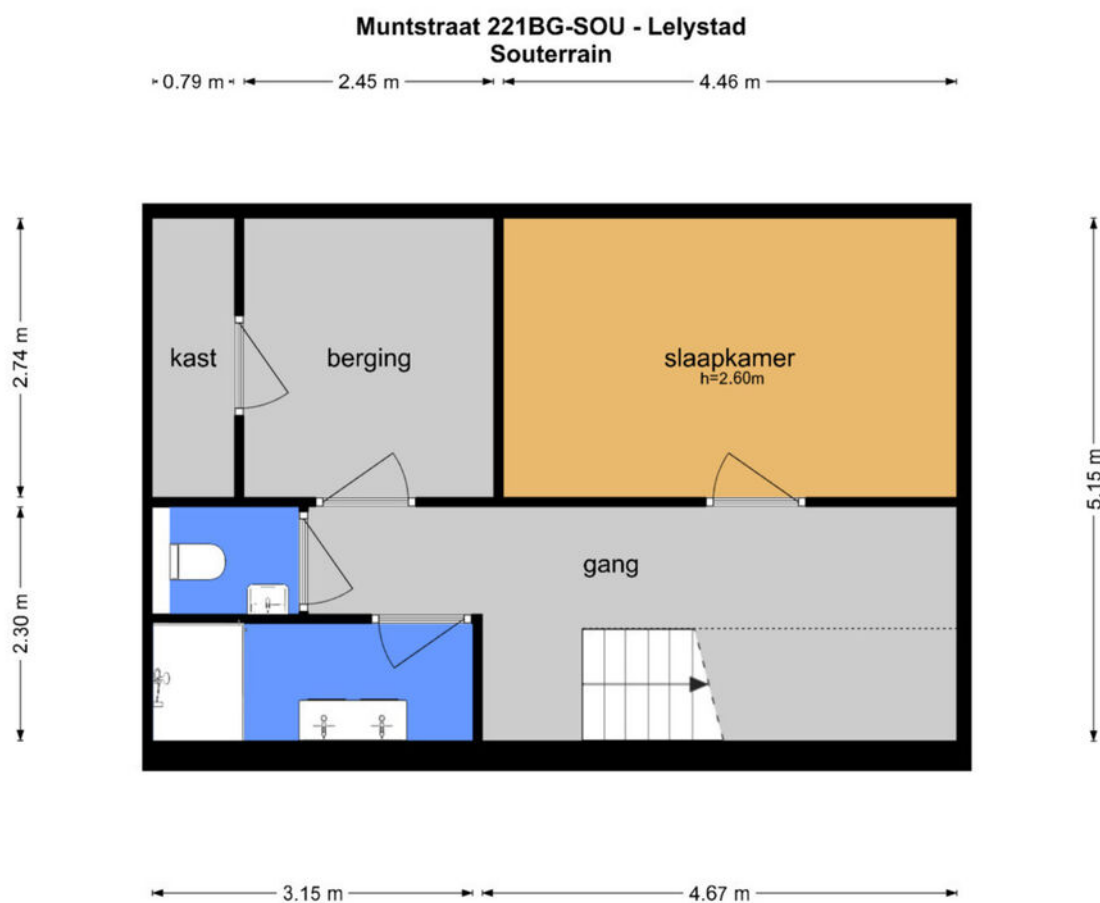 Muntstraat 221BG-SOU - Lelystad
Souterrain
0.79 m
2.45 m
4.46 m
2.74 m
5.15 m
kast
berging
slaapkamer
h=2.60m
gang
2.30 m
3.15 m
4.67 m